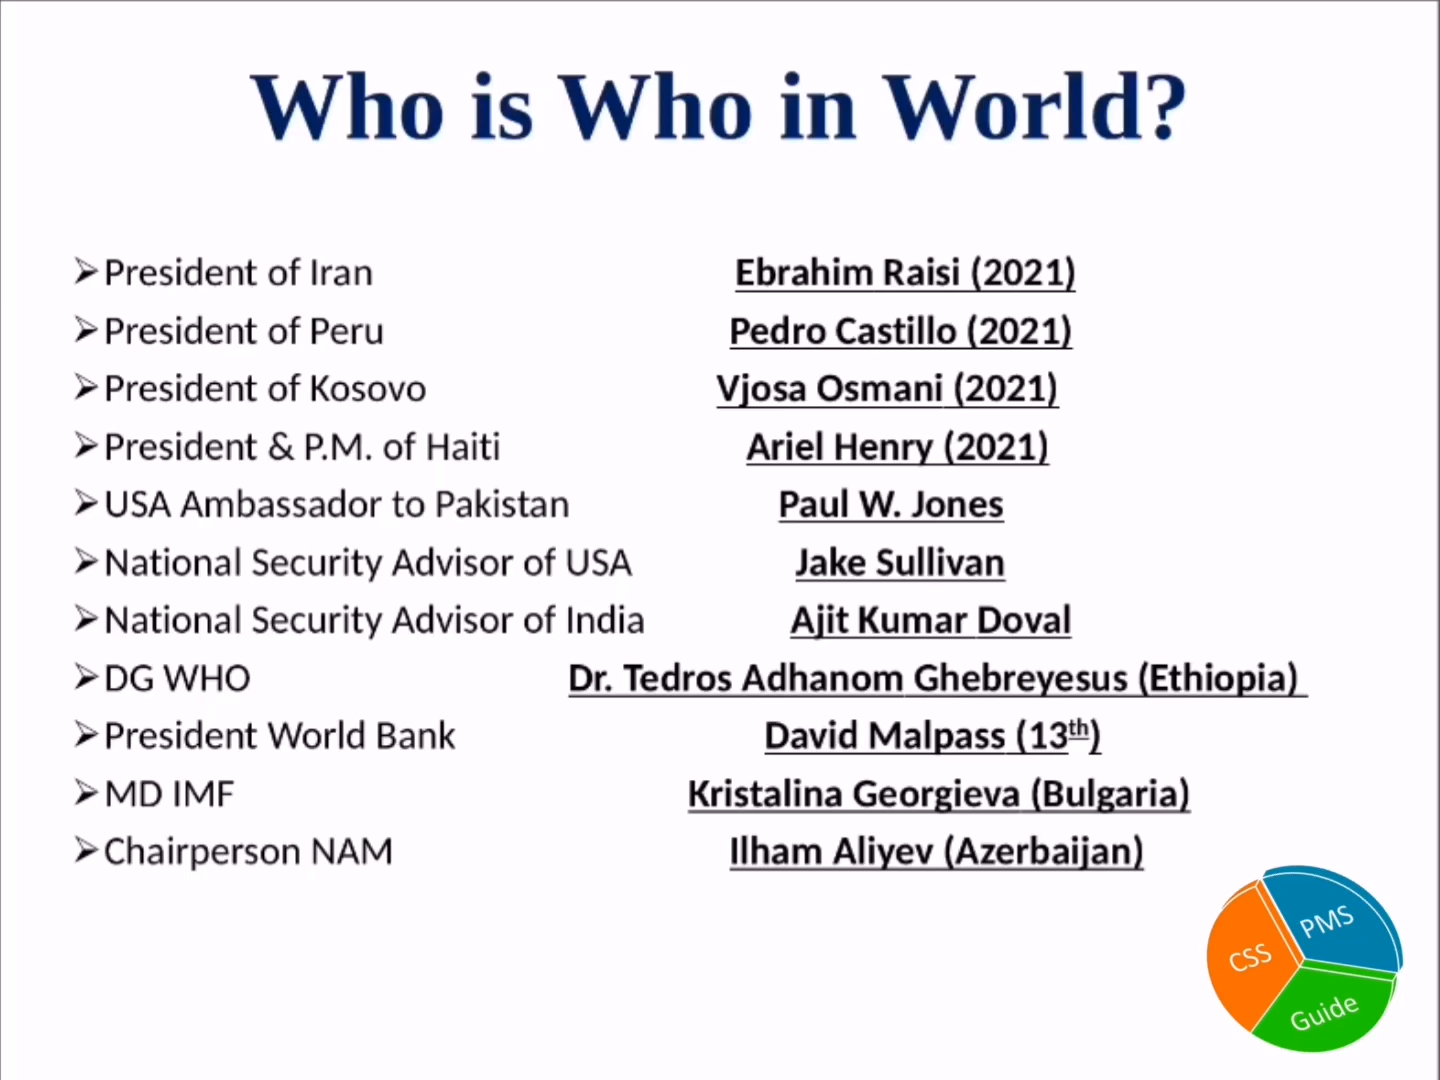 Who is Who in World?
➢President of Iran Ebrahim Raisi (2021)
➢President of Peru Pedro Castillo (2021)
➢President of Kosovo Vjosa Osmani (2021)
➢President & P.M. of Haiti Ariel Henry (2021)
➢USA Ambassador to Pakistan Paul W. Jones
➢National Security Advisor of USA Jake Sullivan
➢National Security Advisor of India Ajit Kumar Doval
➢DG WHO Dr. Tedros Adhanom Ghebreyesus (Ethiopia)
➢President World Bank David Malpass (13th)
➢MD IMF Kristalina Georgieva (Bulgaria)
➢Chairperson NAM Ilham Aliyev (Azerbaijan)
PMS
CSS
Guide